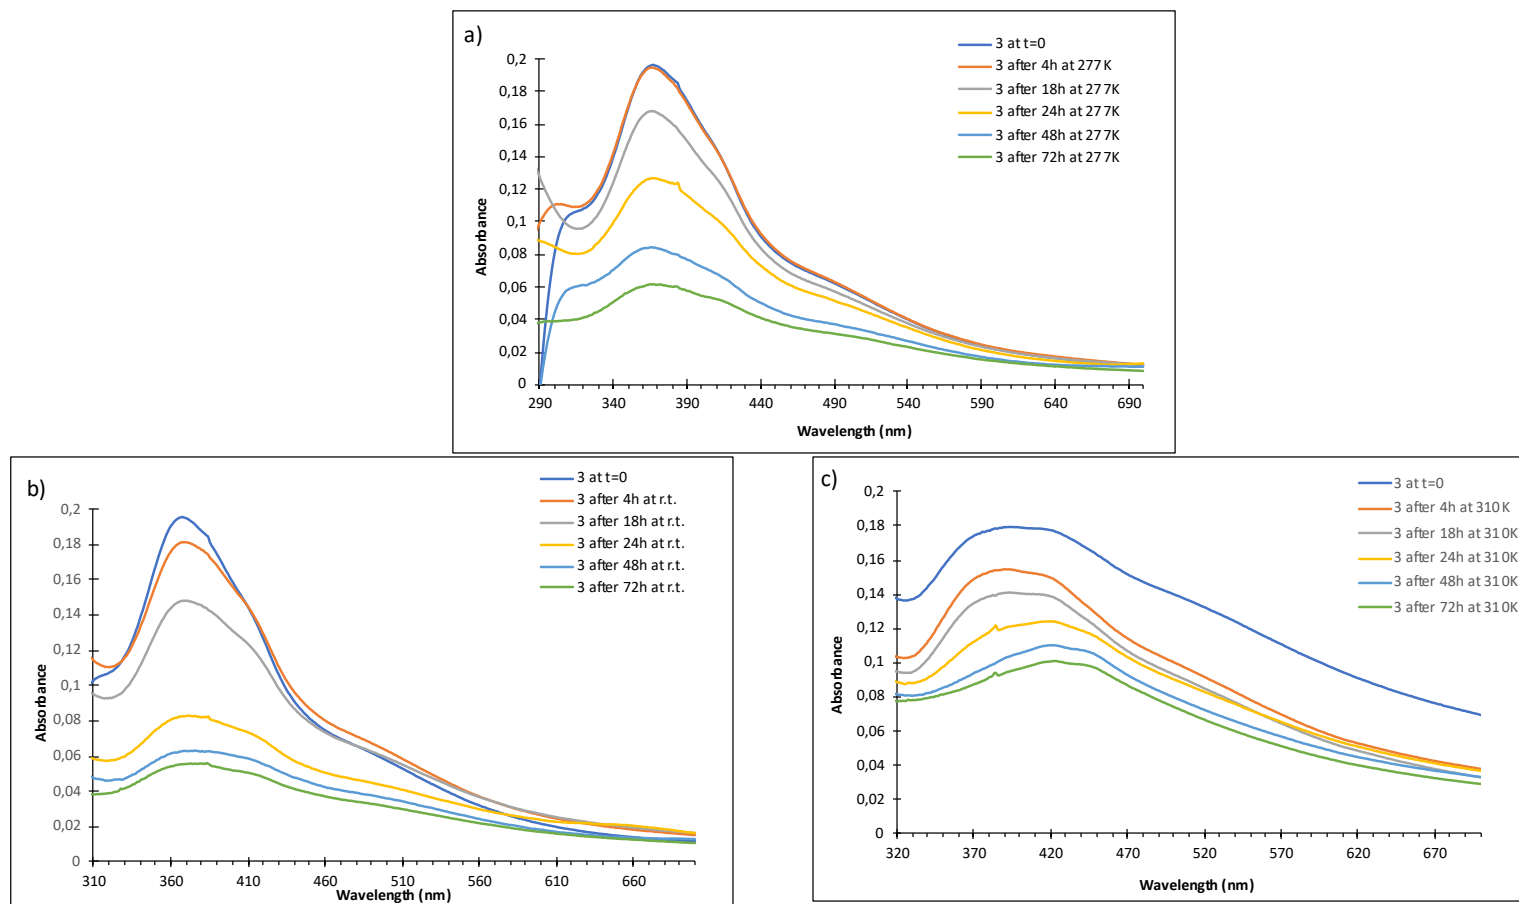 a)
3 at t=0
3 after 4h at 277K
3 after 18h at 277K
3 after 24h at 277K
3 after 48h at 277K
3 after 72h at 277K
0,2
0,18
0,16
0,14
0,12
0,1
0,08
0,06
0,04
0,02
0
Absorbance
290 340 390 440 490 540 590 640 690
Wavelength (nm)
b)
3 at t=0
3 after 4h at r.t.
3 after 18h at r.t.
3 after 24h at r.t.
3 after 48h at r.t.
3 after 72h at r.t.
0,2
0,18
0,16
0,14
0,12
0,1
0,08
0,06
0,04
0,02
0
Absorbance
310 360 410 460 510 560 610 660
Wavelength (nm)
c)
3 at t=0
3 after 4h at 310K
3 after 18h at 310K
3 after 24h at 310K
3 after 48h at 310K
3 after 72h at 310K
0,2
0,18
0,16
0,14
0,12
0,1
0,08
0,06
0,04
0,02
0
Absorbance
320 370 420 470 520 570 620 670
Wavelength (nm)